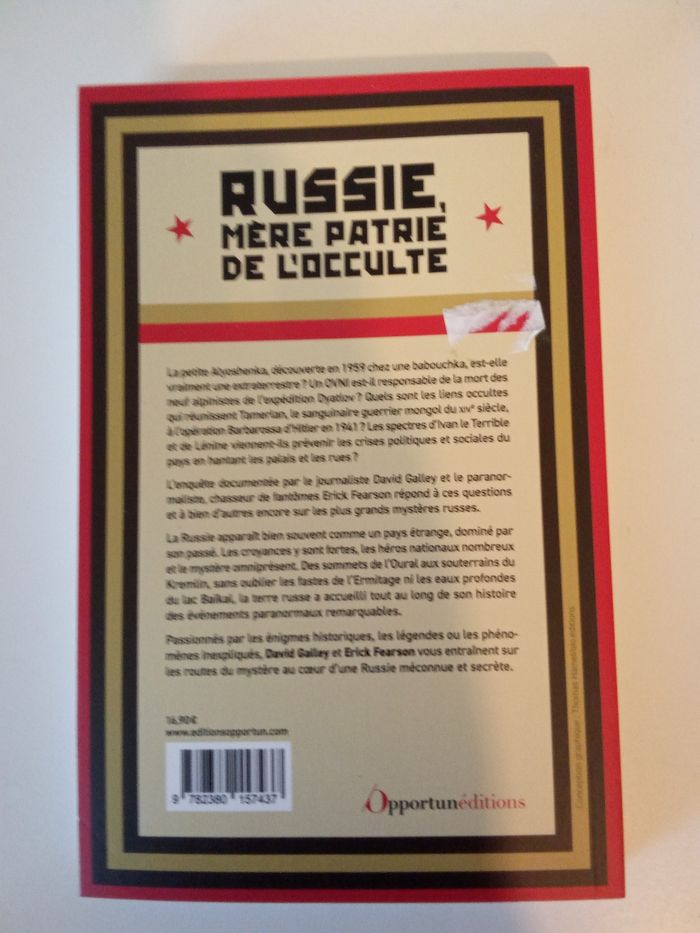 RUSSIE,
MÈRE PATRIE
DE L'OCCULTE
La petite Alyoshenka, découverte en 1959 chez une babouchka, est-elle
vraiment une extraterrestre ? Un OVNI est-il responsable de la mort des
neuf alpinistes de l'expédition Dyatlov ? Quels sont les liens occultes
qui réunissent Tamerlan, le sanguinaire guerrier mongol du XIVe siècle,
à l'opération Barbarossa d'Hitler en 1941 ? Les spectres d'Ivan le Terrible
et de Lénine viennent-ils prévenir les crises politiques et sociales du
pays en hantant les palais et les rues ?
L'enquête documentée par le journaliste David Galley et le paranor-
maliste, chasseur de fantômes Erick Fearson répond à ces questions
et à bien d'autres encore sur les plus grands mystères russes.
La Russie apparaît bien souvent comme un pays étrange, dominé par
son passé. Les croyances y sont fortes, les héros nationaux nombreux
et le mystère omniprésent. Des sommets de l'Oural aux souterrains du
Kremlin, sans oublier les fastes de l'Ermitage ni les eaux profondes
du lac Baïkal, la terre russe a accueilli tout au long de son histoire
des événements paranormaux remarquables.
Passionnés par les énigmes historiques, les légendes ou les phéno-
mènes inexpliqués, David Galley et Erick Fearson vous entraînent sur
les routes du mystère au cœur d'une Russie méconnue et secrète.
16,90 €
www.editionsopportun.com
9 782380 157437
Opportunéditions
Conception graphique : Thomas Hamel